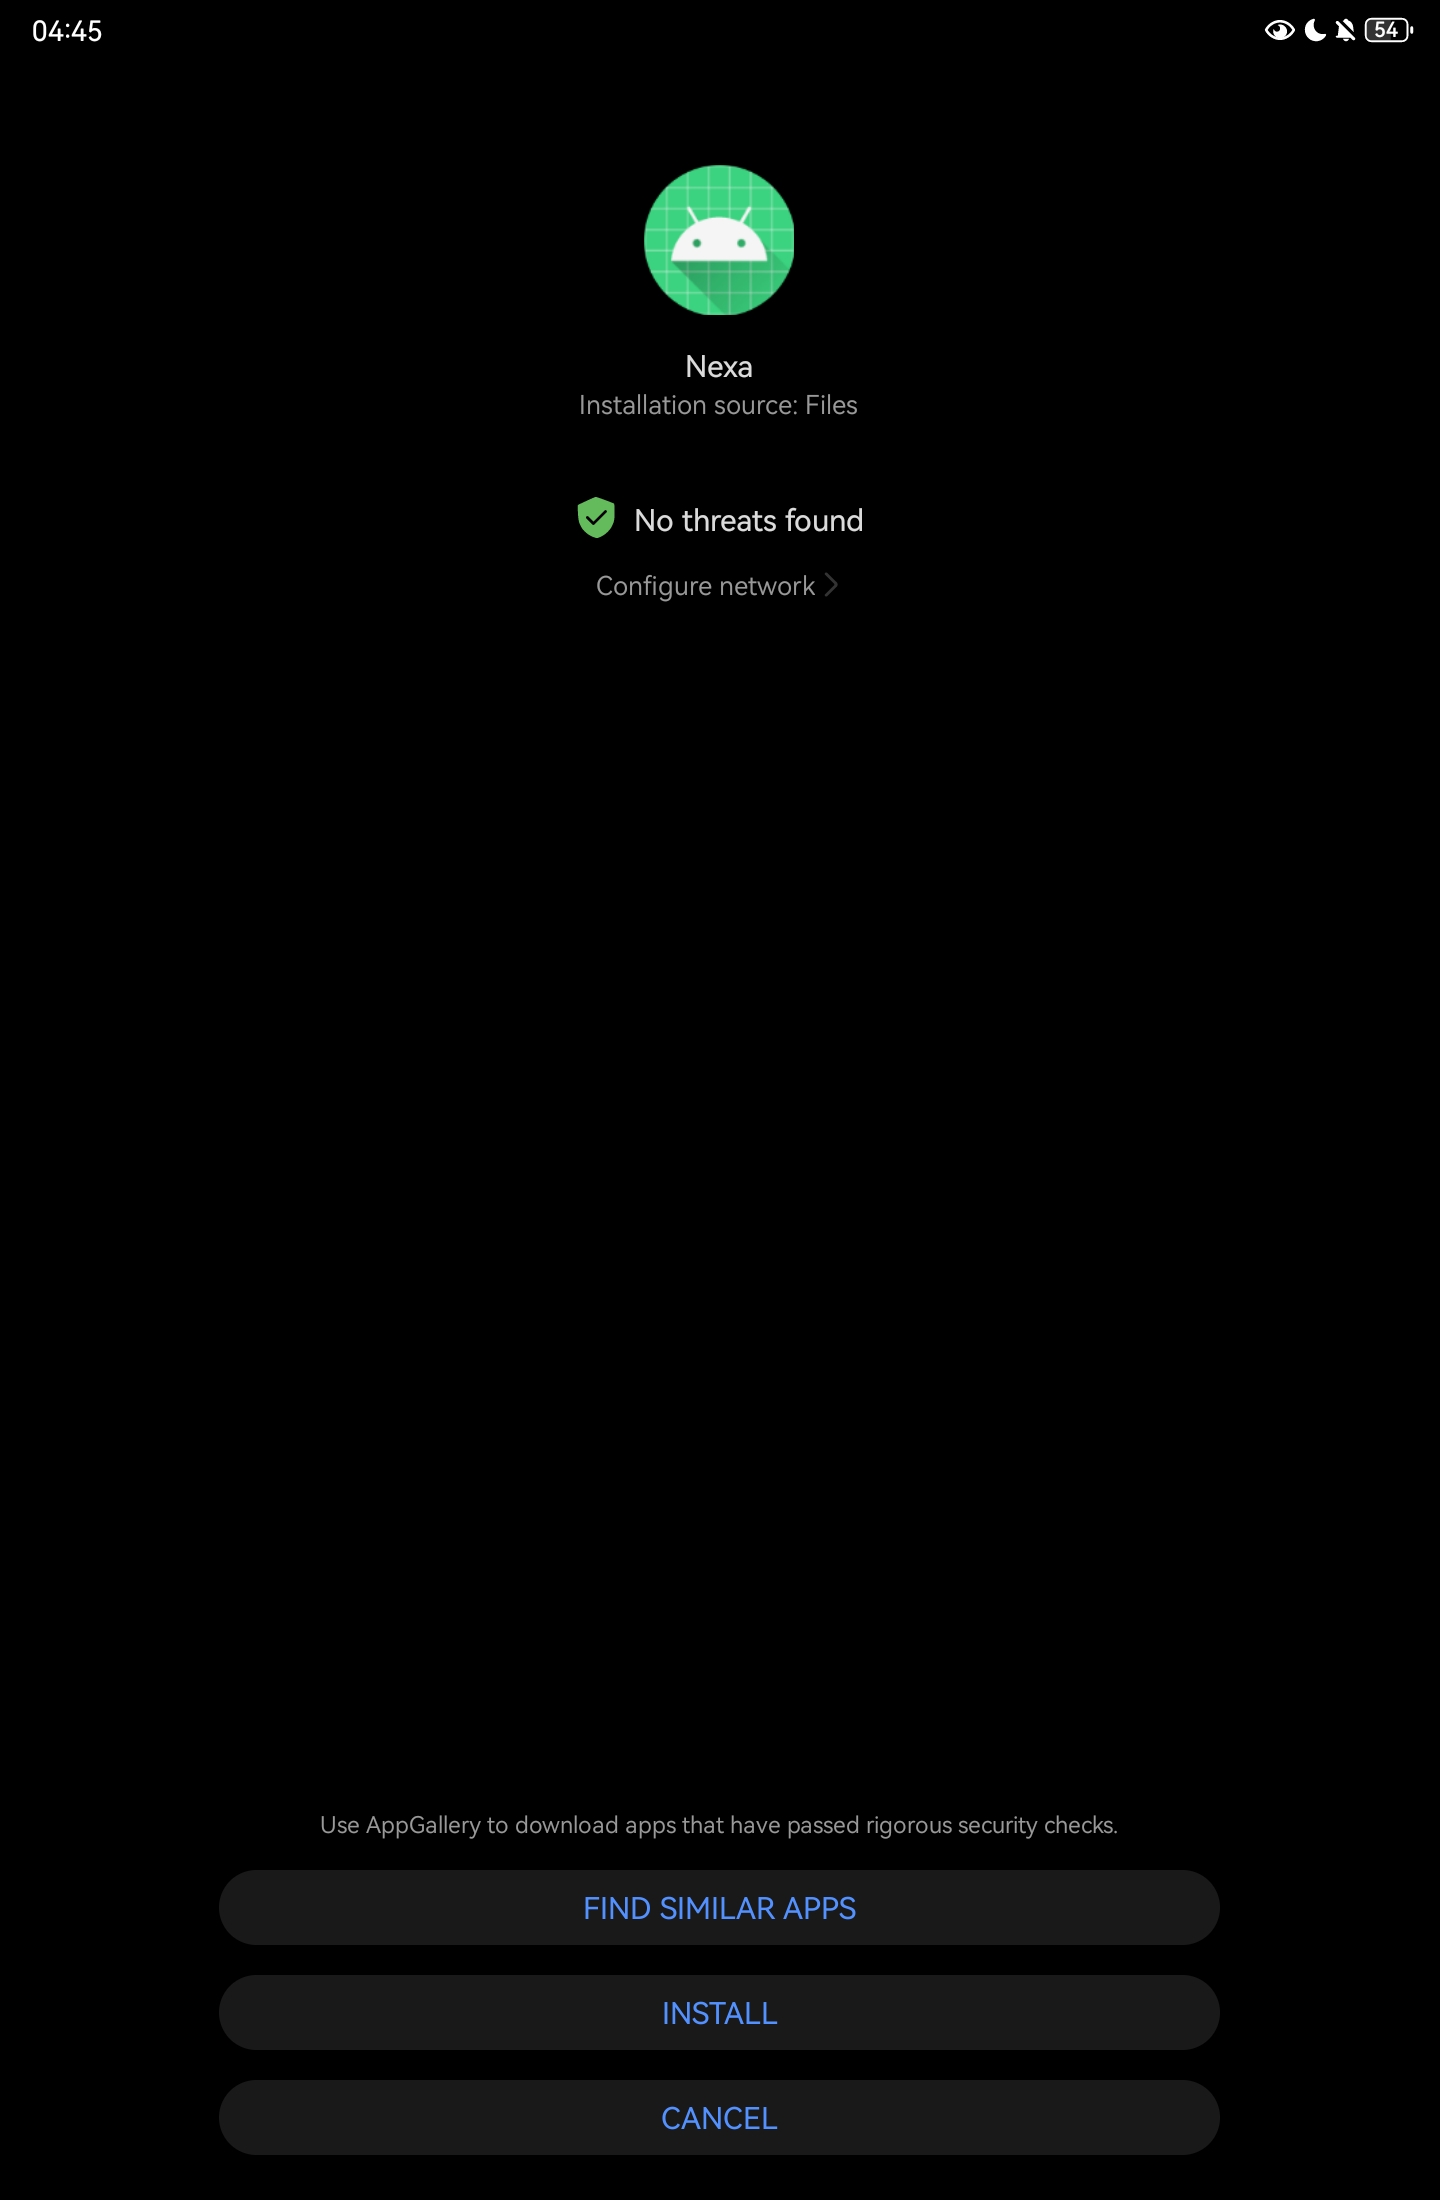 04:45
54
Nexa
Installation source: Files
No threats found
Configure network
Use AppGallery to download apps that have passed rigorous security checks.
FIND SIMILAR APPS
INSTALL
CANCEL